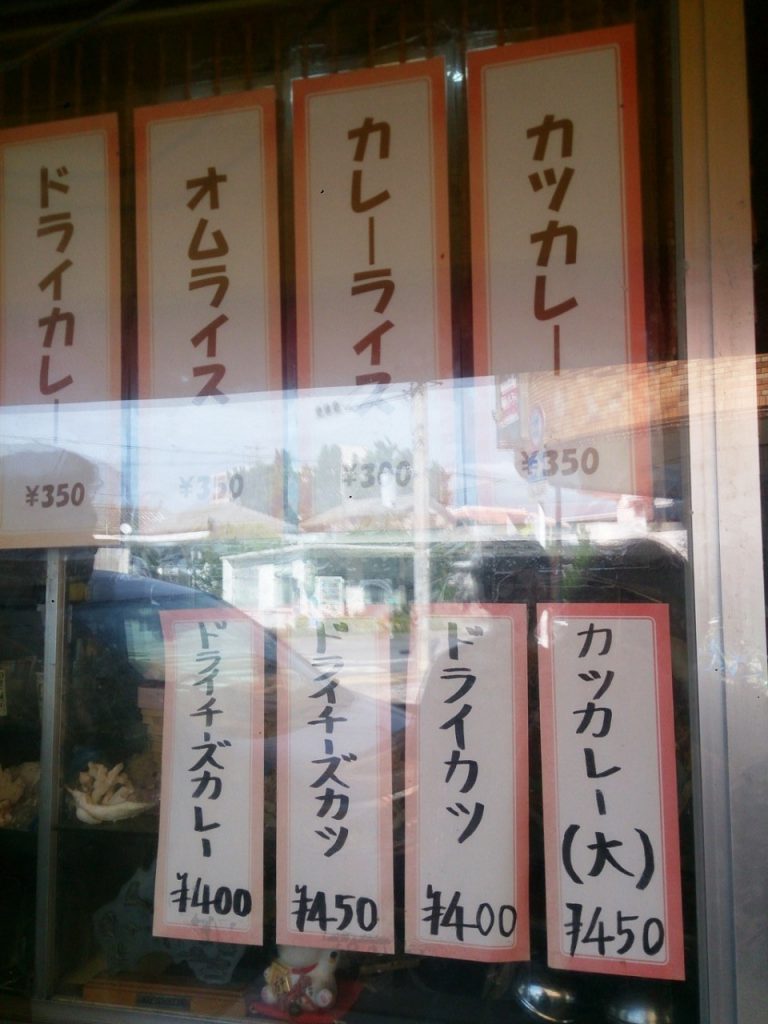 カツカレー
¥350
カレーライス
¥300
オムライス
¥350
ドライカレー
¥350
カツカレー(大)
¥450
ドライカツ
¥400
ドライチーズカツ
¥450
ドライチーズカレー
¥400